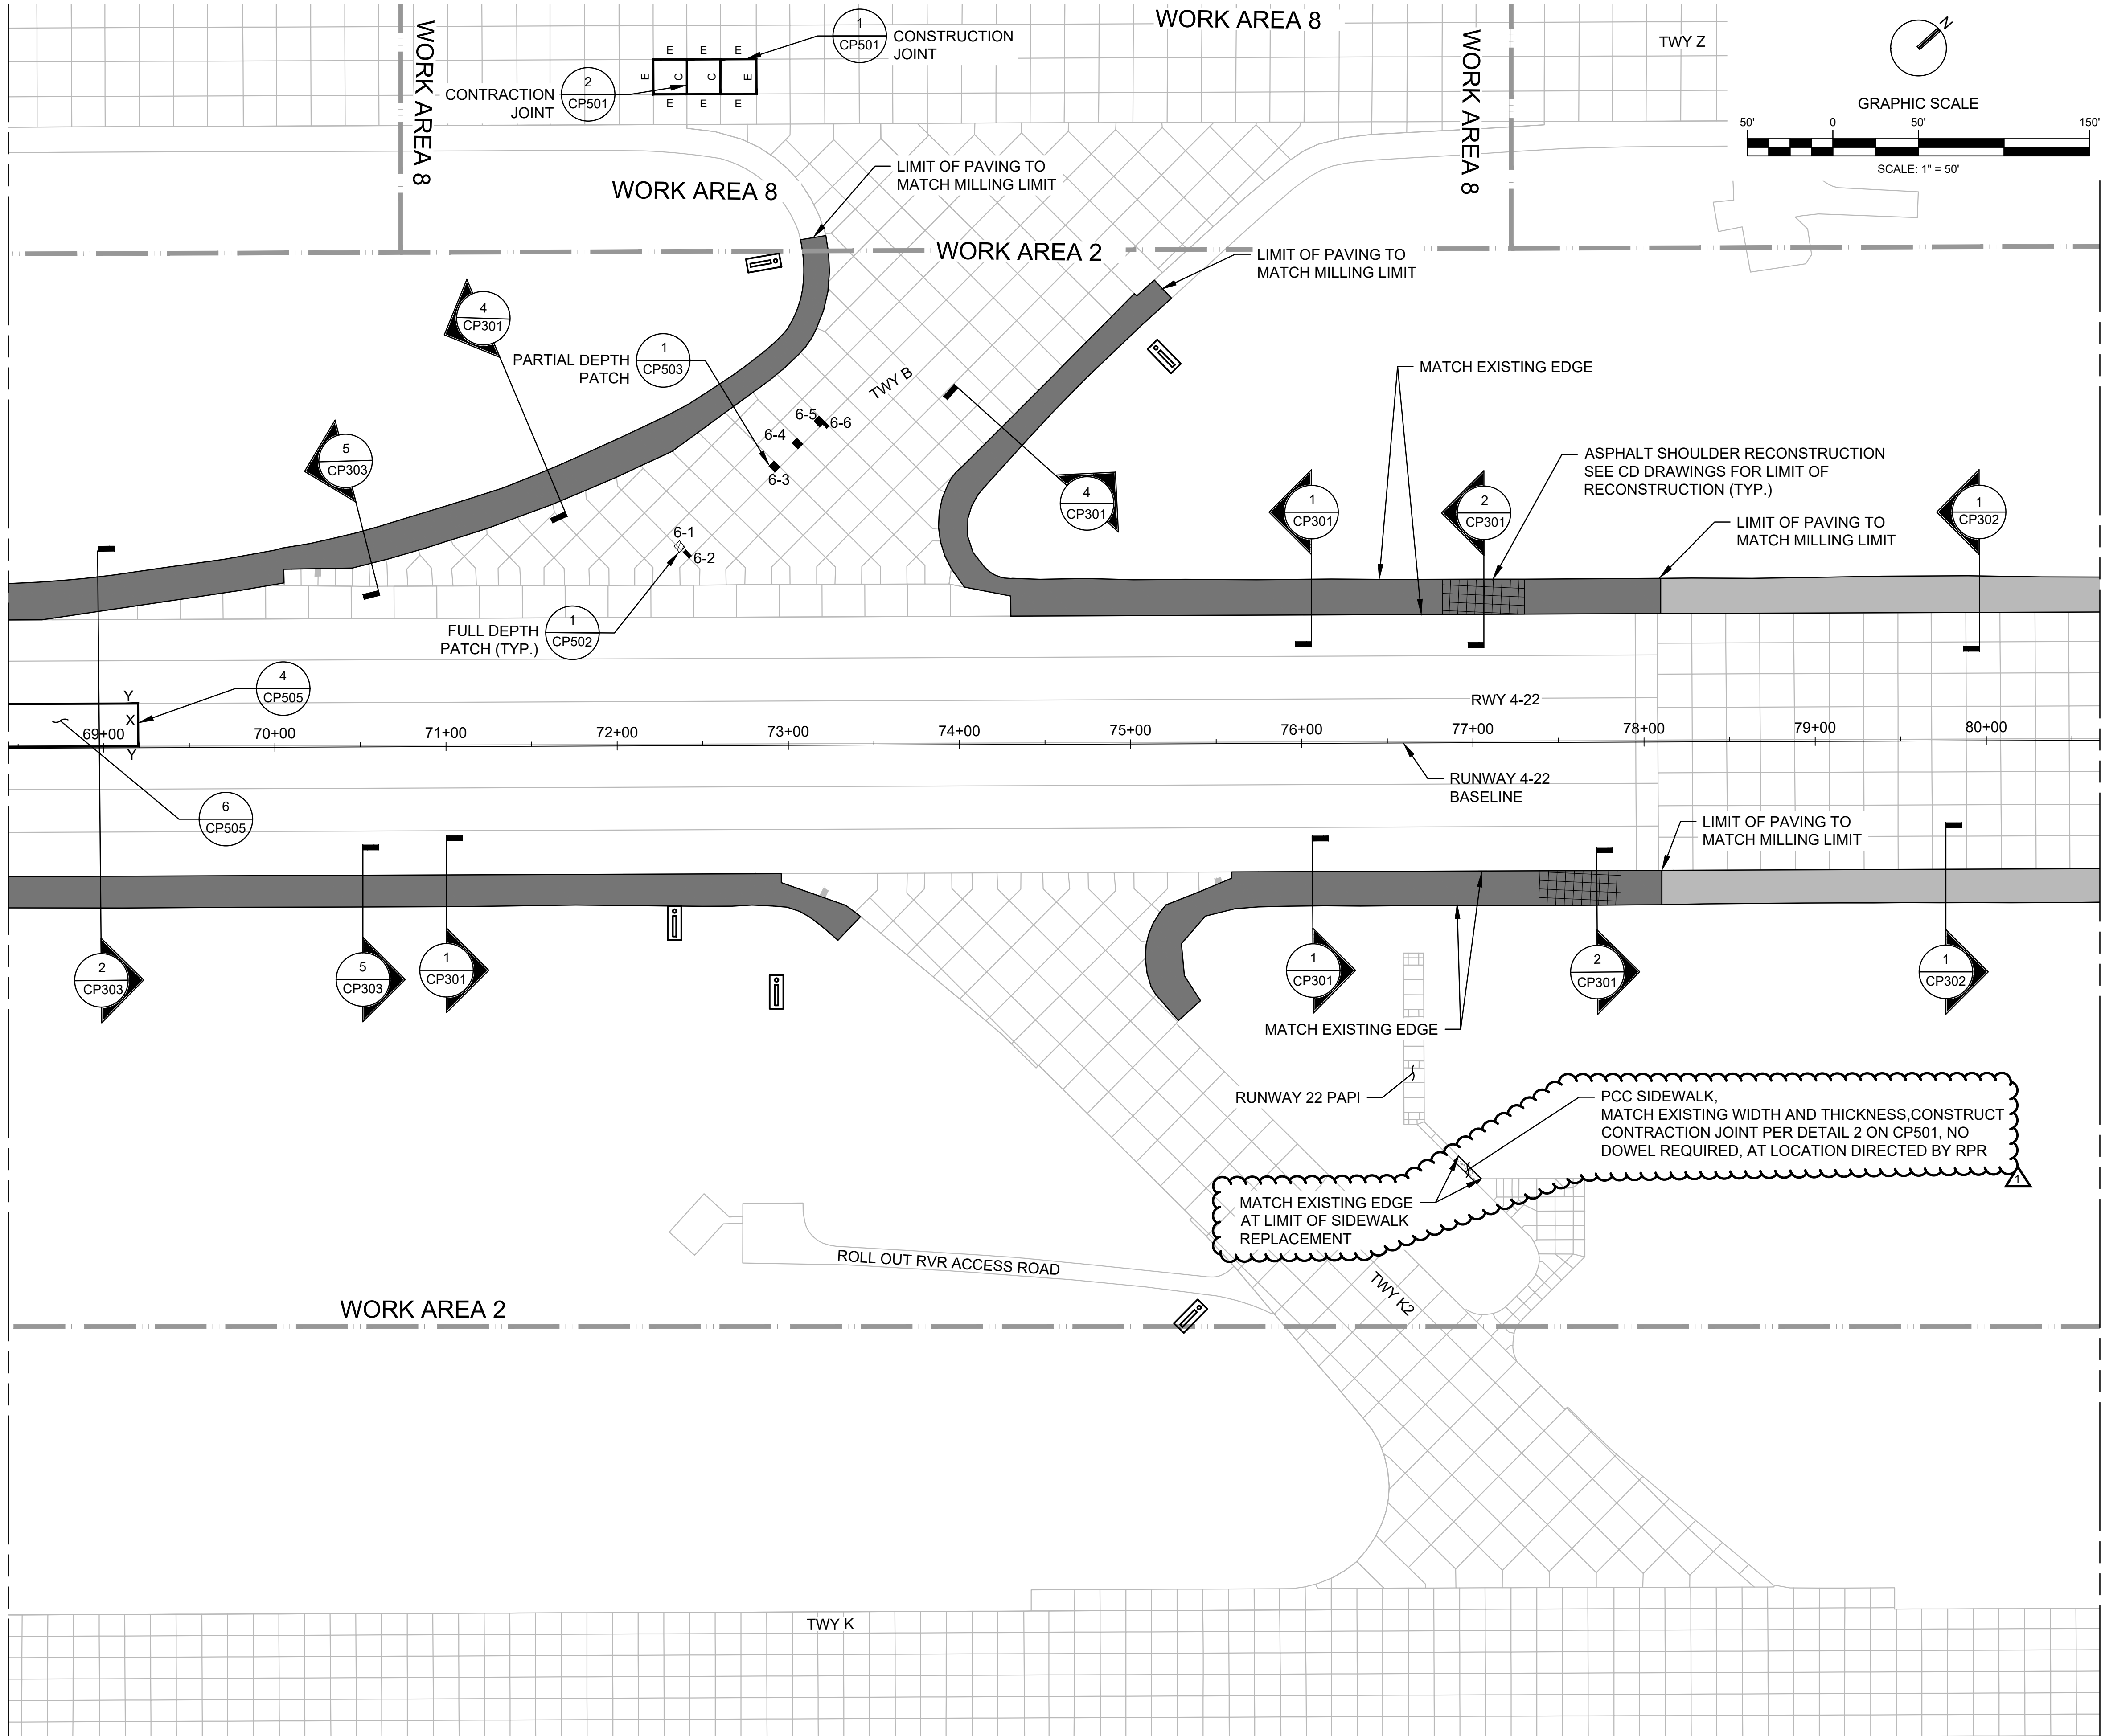 WORK AREA 8
WORK AREA 8
WORK AREA 8
TWY Z
N
GRAPHIC SCALE
50'
0
50'
150'
SCALE: 1" = 50'
1
CP501
CONSTRUCTION
JOINT
E E E
E C C E
E E E
2
CP501
CONTRACTION
JOINT
WORK AREA 8
LIMIT OF PAVING TO
MATCH MILLING LIMIT
WORK AREA 2
LIMIT OF PAVING TO
MATCH MILLING LIMIT
4
CP301
PARTIAL DEPTH
PATCH
1
CP503
TWY B
MATCH EXISTING EDGE
6-5
6-6
6-4
6-3
5
CP303
4
CP301
1
CP301
2
CP301
ASPHALT SHOULDER RECONSTRUCTION
SEE CD DRAWINGS FOR LIMIT OF
RECONSTRUCTION (TYP.)
1
CP302
LIMIT OF PAVING TO
MATCH MILLING LIMIT
6-1
6-2
FULL DEPTH
PATCH (TYP.)
1
CP502
4
CP505
Y
X
Y
RWY 4-22
69+00
70+00
71+00
72+00
73+00
74+00
75+00
76+00
77+00
78+00
79+00
80+00
RUNWAY 4-22
BASELINE
6
CP505
LIMIT OF PAVING TO
MATCH MILLING LIMIT
2
CP303
5
CP303
1
CP301
1
CP301
2
CP301
1
CP302
MATCH EXISTING EDGE
RUNWAY 22 PAPI
PCC SIDEWALK,
MATCH EXISTING WIDTH AND THICKNESS,CONSTRUCT
CONTRACTION JOINT PER DETAIL 2 ON CP501, NO
DOWEL REQUIRED, AT LOCATION DIRECTED BY RPR
1
MATCH EXISTING EDGE
AT LIMIT OF SIDEWALK
REPLACEMENT
ROLL OUT RVR ACCESS ROAD
TWY K2
WORK AREA 2
TWY K